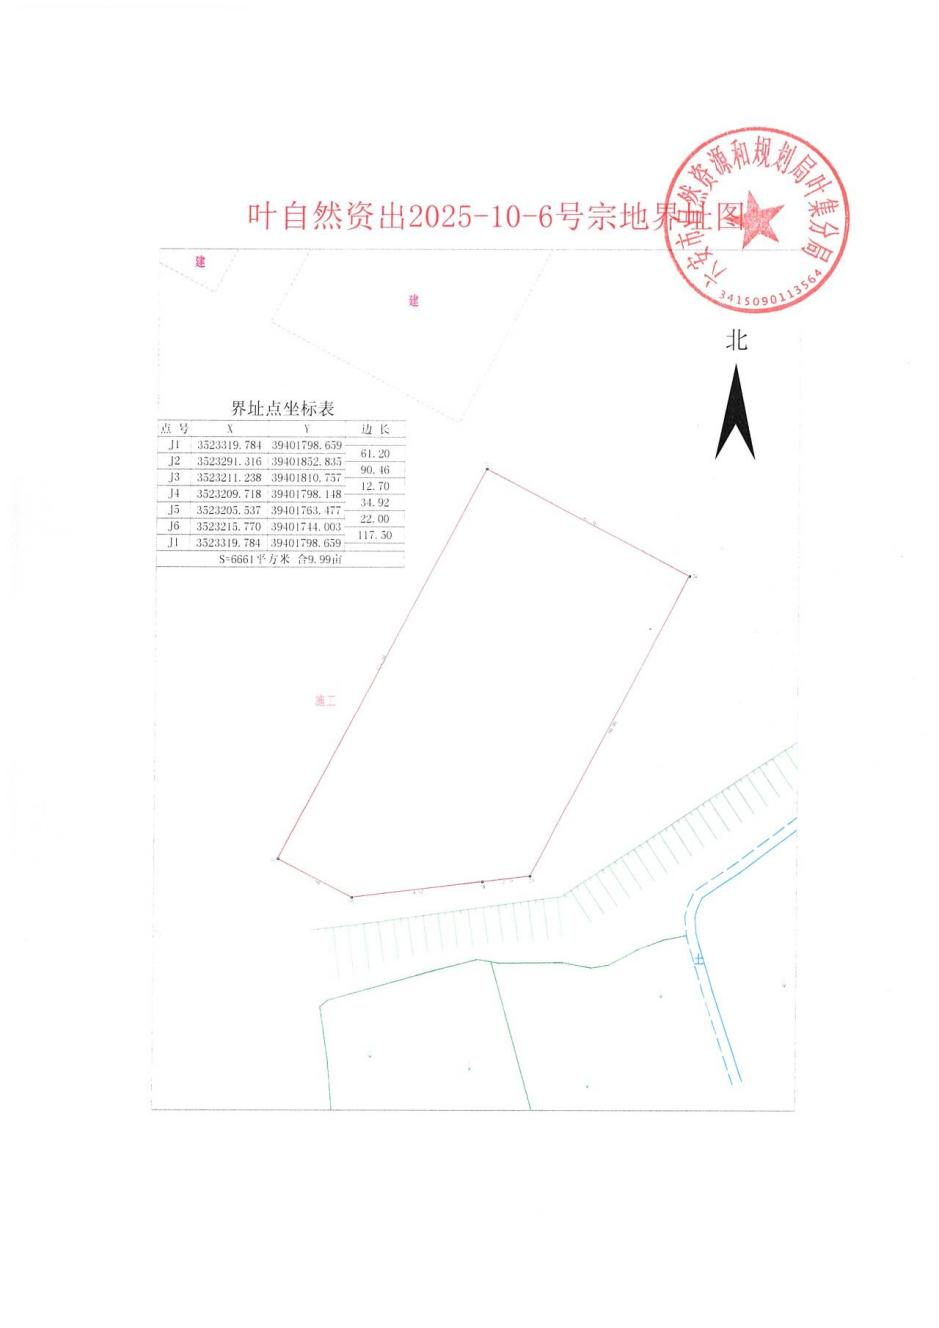 叶自然资出2025-10-6号宗地界址图
六安市自然资源和规划局叶集分局
3415090113564
建
建
北
界址点坐标表
点 号 X Y 边 长
J1 3523319.784 39401798.659
61.20
J2 3523291.316 39401852.835
90.46
J3 3523211.238 39401810.757
12.70
J4 3523209.718 39401798.148
34.92
J5 3523205.537 39401763.477
22.00
J6 3523215.770 39401744.003
117.50
J1 3523319.784 39401798.659
S=6661平方米 合9.99亩
施工
土